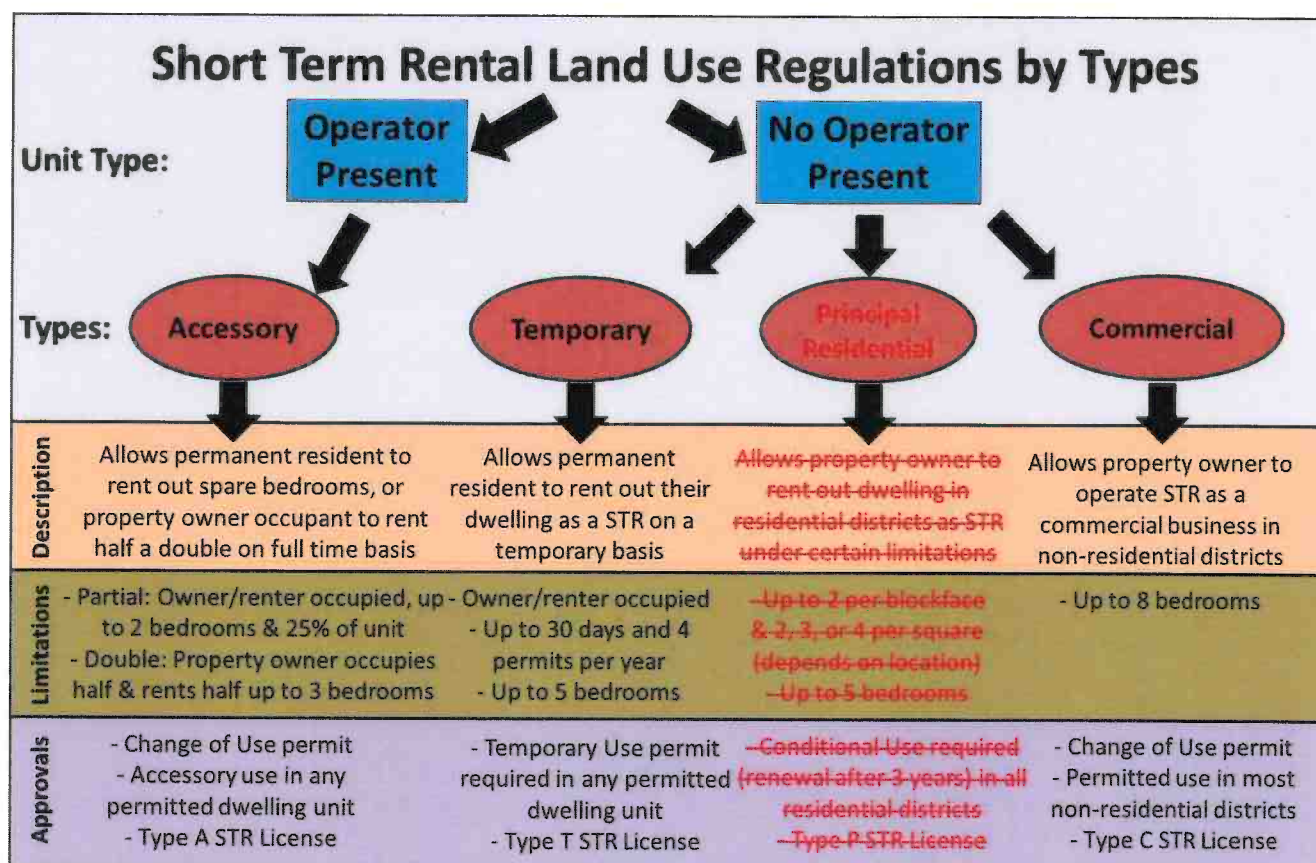 Short Term Rental Land Use Regulations by Types
Unit Type:
Operator
Present
No Operator
Present
Types:
Accessory
Temporary
Principal
Residential
Commercial
Description
Allows permanent resident to
rent out spare bedrooms, or
property owner occupant to rent
half a double on full time basis
Allows permanent
resident to rent out their
dwelling as a STR on a
temporary basis
Allows property owner to
rent out dwelling in
residential districts as STR
under certain limitations
Allows property owner to
operate STR as a
commercial business in
non-residential districts
Limitations
- Partial: Owner/renter occupied, up
to 2 bedrooms & 25% of unit
- Double: Property owner occupies
half & rents half up to 3 bedrooms
- Owner/renter occupied
- Up to 30 days and 4
permits per year
- Up to 5 bedrooms
- Up to 2 per blockface
& 2, 3, or 4 per square
(depends on location)
- Up to 5 bedrooms
- Up to 8 bedrooms
Approvals
- Change of Use permit
- Accessory use in any
permitted dwelling unit
- Type A STR License
- Temporary Use permit
required in any permitted
dwelling unit
- Type T STR License
- Conditional Use required
(renewal after 3 years) in all
residential districts
- Type P STR License
- Change of Use permit
- Permitted use in most
non-residential districts
- Type C STR License